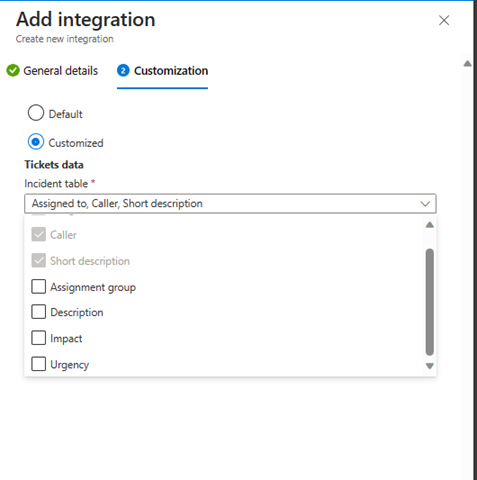 Add integration
Create new integration
General details
2 Customization
Default
Customized
Tickets data
Incident table *
Assigned to, Caller, Short description
Caller
Short description
Assignment group
Description
Impact
Urgency